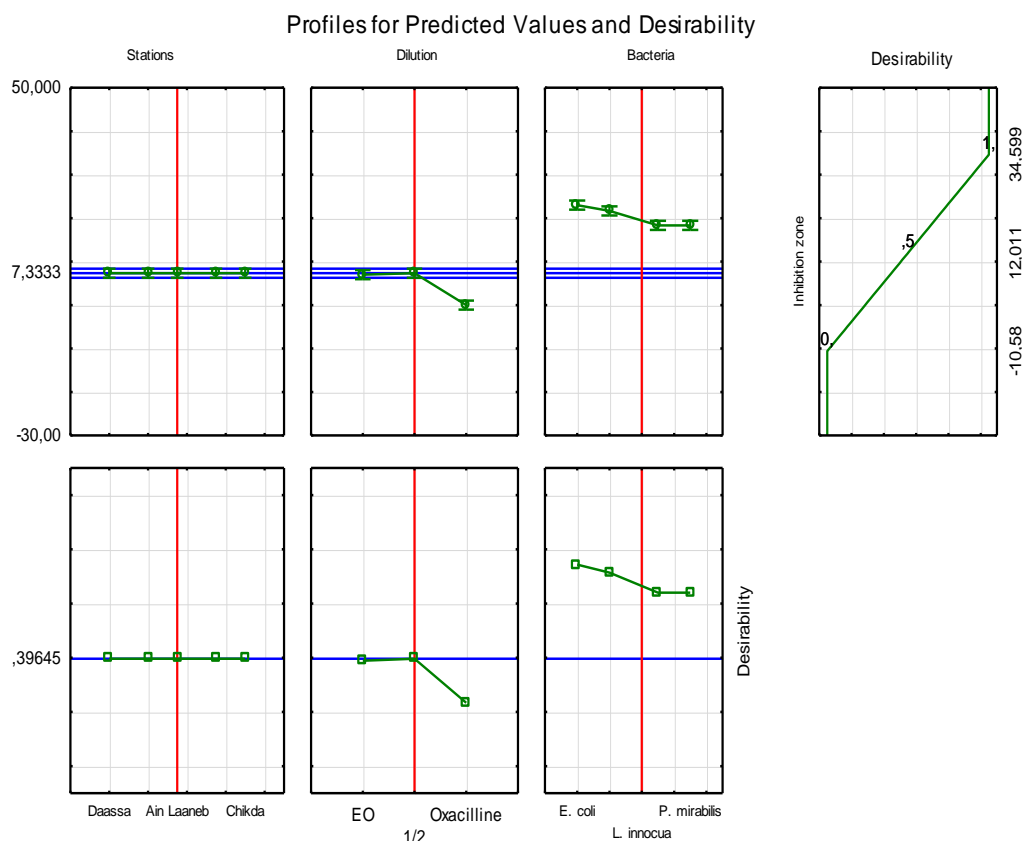 Profiles for Predicted Values and Desirability
Stations
Dilution
Bacteria
Desirability
50,000
7,3333
-30,00
1,
,5
0,
Inhibition zone
34.599
12.011
-10.58
,39645
Desirability
Daassa
Ain Laaneb
Chikda
EO
1/2
Oxacilline
E. coli
L. innocua
P. mirabilis